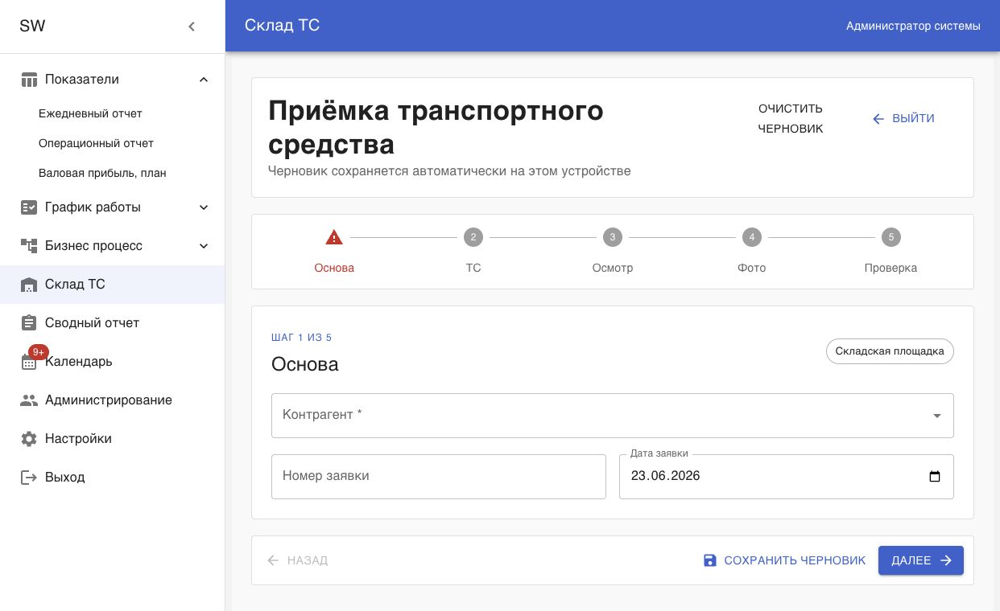 SW
Склад ТС
Администратор системы
Показатели
Ежедневный отчет
Операционный отчет
Валовая прибыль, план
График работы
Бизнес процесс
Склад ТС
Сводный отчет
9+
Календарь
Администрирование
Настройки
Выход
Приёмка транспортного
средства
Черновик сохраняется автоматически на этом устройстве
ОЧИСТИТЬ
ЧЕРНОВИК
ВЫЙТИ
Основа
2
ТС
3
Осмотр
4
Фото
5
Проверка
ШАГ 1 ИЗ 5
Основа
Складская площадка
Контрагент *
Номер заявки
Дата заявки
23.06.2026
НАЗАД
СОХРАНИТЬ ЧЕРНОВИК
ДАЛЕЕ